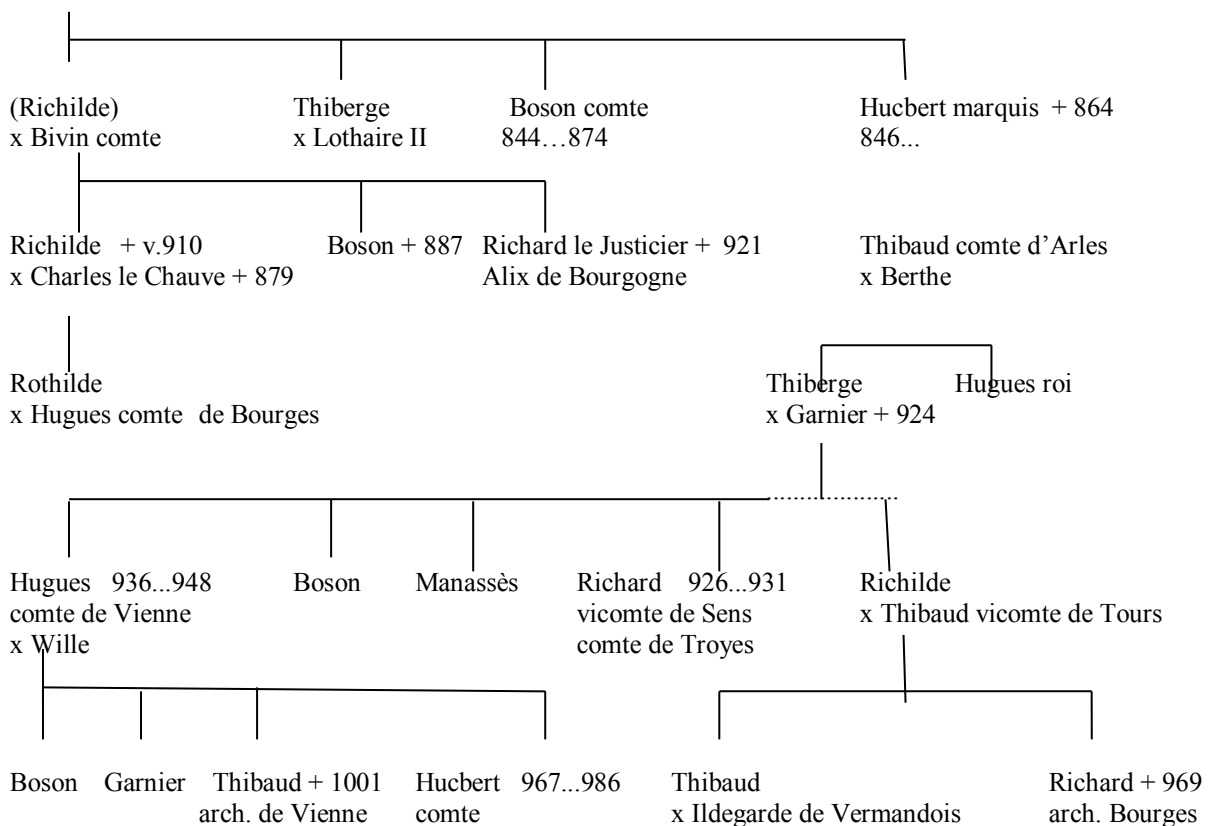 (Richilde) Thiberge Boson comte Hucbert marquis + 864
x Bivin comte x Lothaire II 844…874 846...
Richilde + v.910 Boson + 887 Richard le Justicier + 921 Thibaud comte d’Arles
x Charles le Chauve + 879 Alix de Bourgogne x Berthe
Rothilde Thiberge Hugues roi
x Hugues comte de Bourges x Garnier + 924
Hugues 936...948 Boson Manassès Richard 926...931 Richilde
comte de Vienne vicomte de Sens x Thibaud vicomte de Tours
x Wille comte de Troyes
Boson Garnier Thibaud + 1001 Hucbert 967...986 Thibaud Richard + 969
arch. de Vienne comte x Ildegarde de Vermandois arch. Bourges